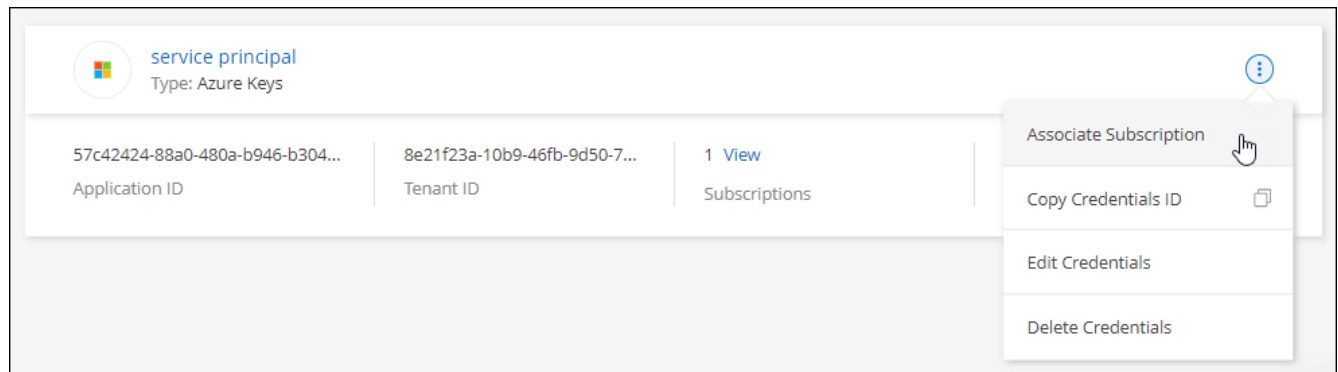 service principal
Type: Azure Keys
57c42424-88a0-480a-b946-b304...
Application ID
8e21f23a-10b9-46fb-9d50-7...
Tenant ID
1 View
Subscriptions
Associate Subscription
Copy Credentials ID
Edit Credentials
Delete Credentials